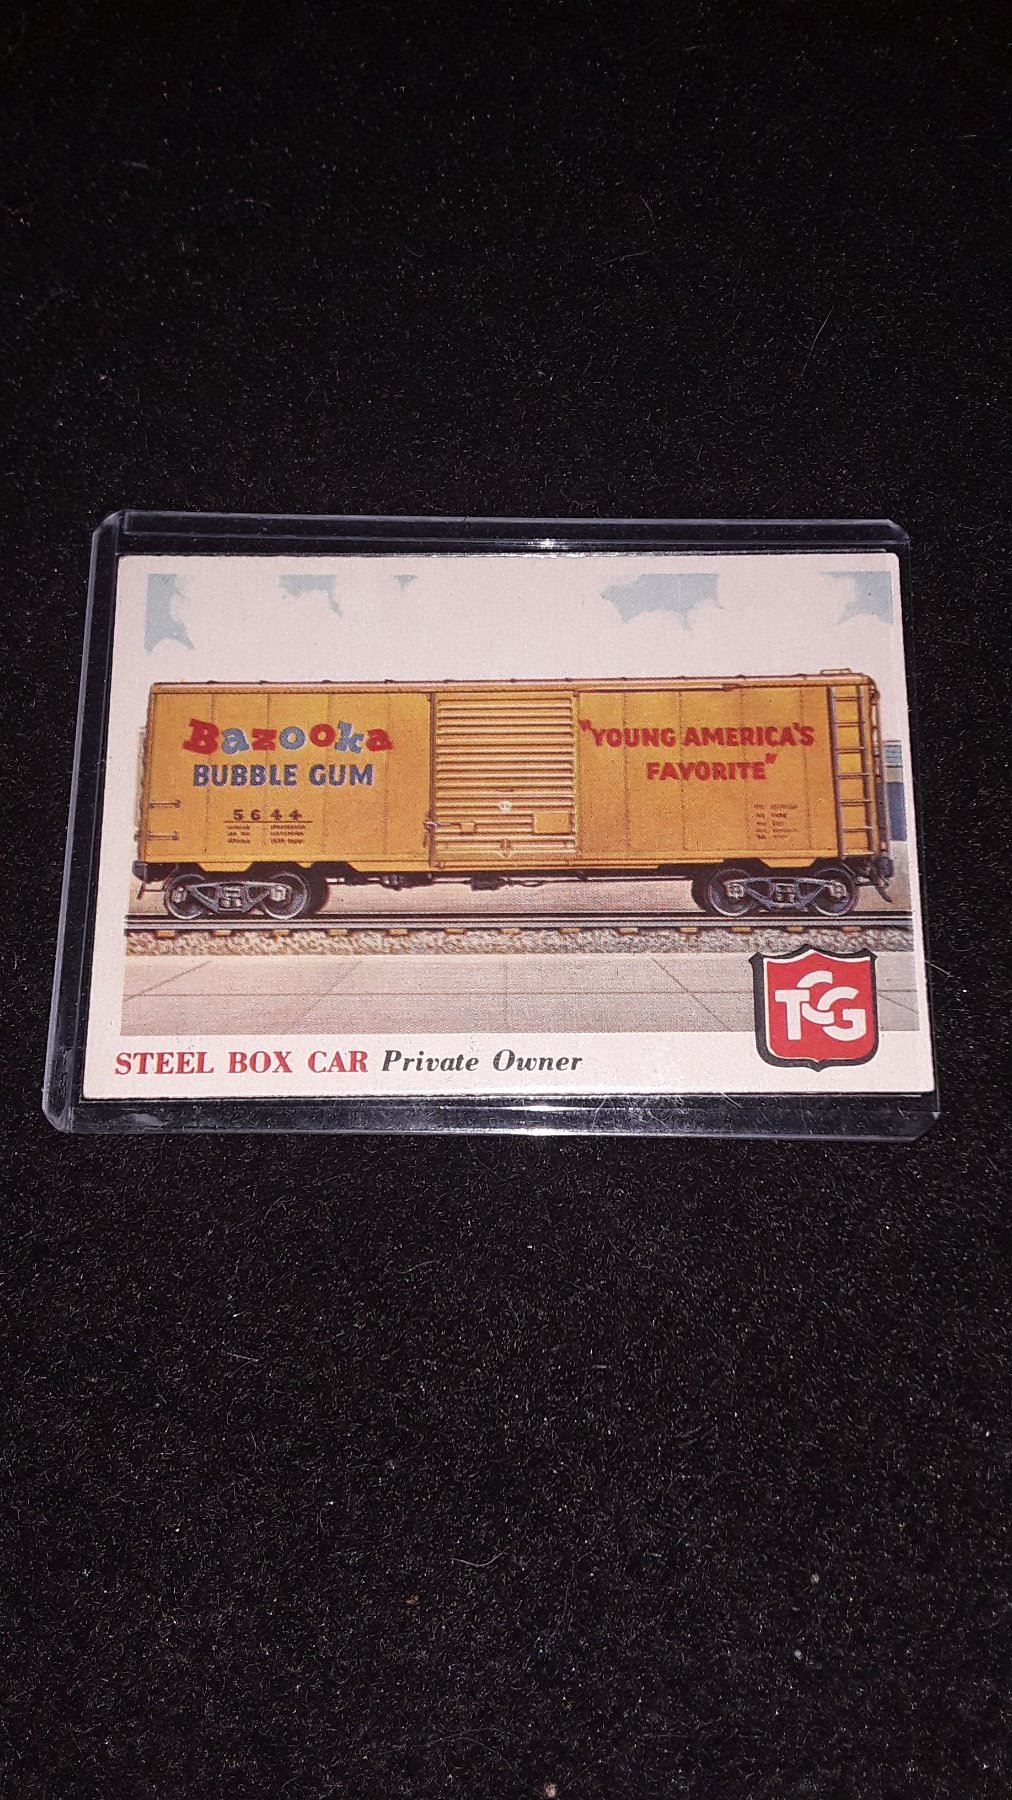 Bazooka
BUBBLE GUM
5644
"YOUNG AMERICA'S
FAVORITE"
TCG
STEEL BOX CAR Private Owner